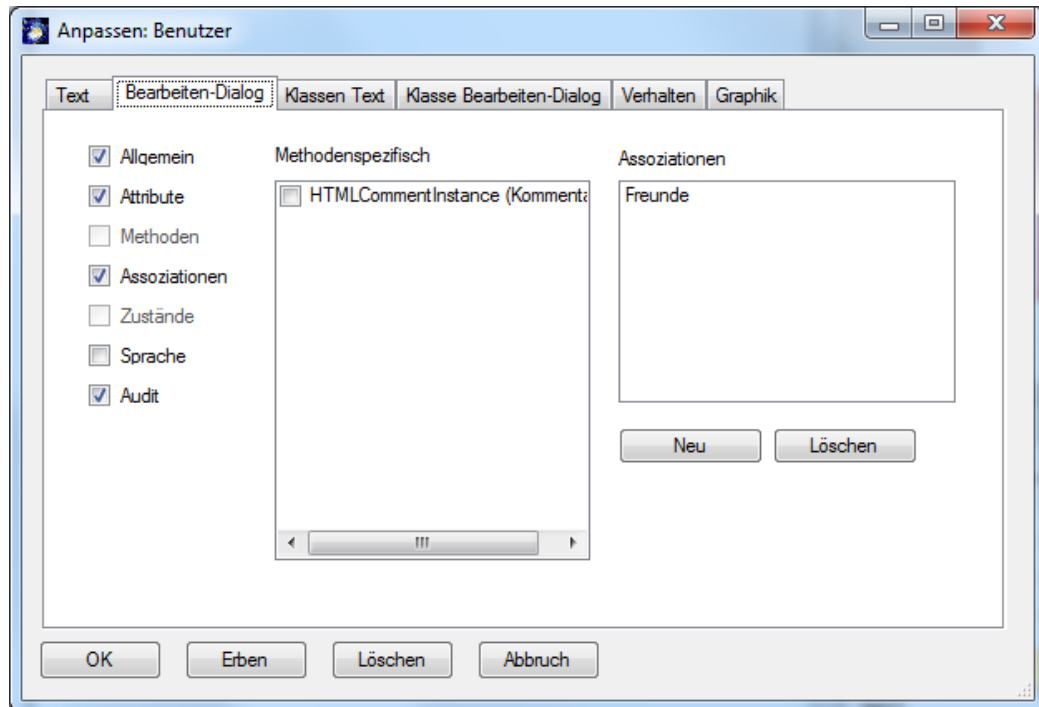 Anpassen: Benutzer
Text Bearbeiten-Dialog Klassen Text Klasse Bearbeiten-Dialog Verhalten Graphik
Allgemein
Attribute
Methoden
Assoziationen
Zustände
Sprache
Audit
Methodenspezifisch
HTMLCommentInstance (Kommenta
Assoziationen
Freunde
Neu Löschen
OK Erben Löschen Abbruch